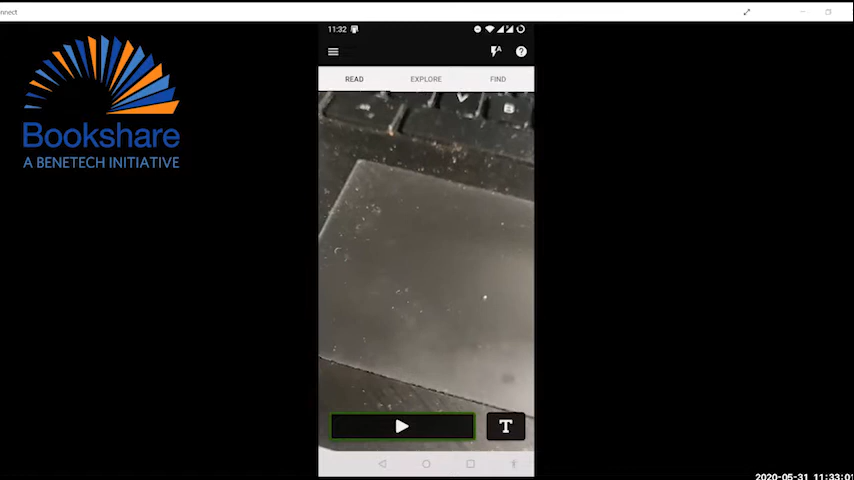 nnect
11:32
Bookshare
A BENETECH INITIATIVE
READ EXPLORE FIND
B
T
2020-05-31 11:33:01